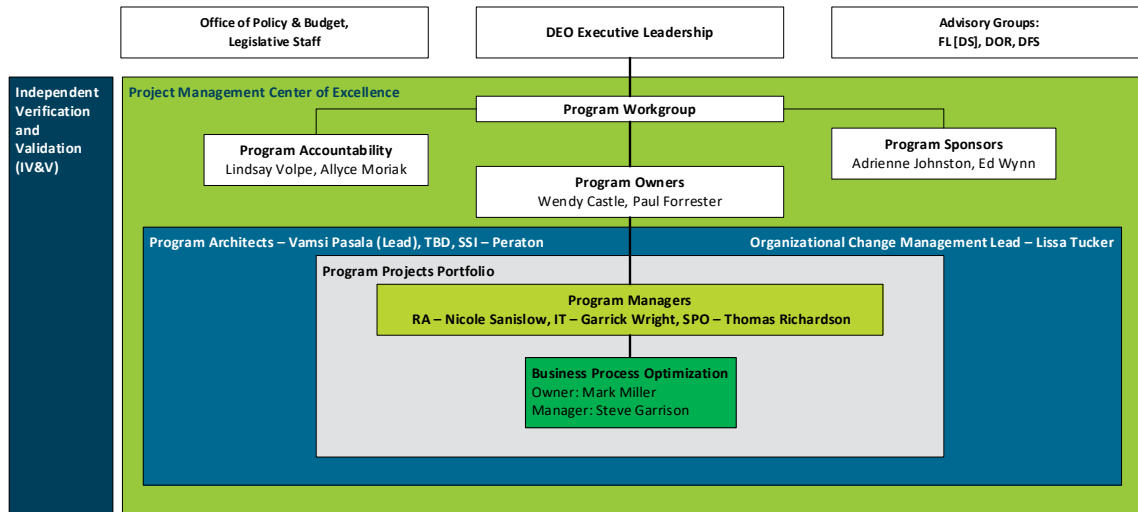 Office of Policy & Budget,
Legislative Staff
DEO Executive Leadership
Advisory Groups:
FL [DS], DOR, DFS
Independent
Verification
and
Validation
(IV&V)
Project Management Center of Excellence
Program Workgroup
Program Accountability
Lindsay Volpe, Allyce Moriak
Program Sponsors
Adrienne Johnston, Ed Wynn
Program Owners
Wendy Castle, Paul Forrester
Program Architects – Vamsi Pasala (Lead), TBD, SSI – Peraton
Organizational Change Management Lead – Lissa Tucker
Program Projects Portfolio
Program Managers
RA – Nicole Sanislow, IT – Garrick Wright, SPO – Thomas Richardson
Business Process Optimization
Owner: Mark Miller
Manager: Steve Garrison